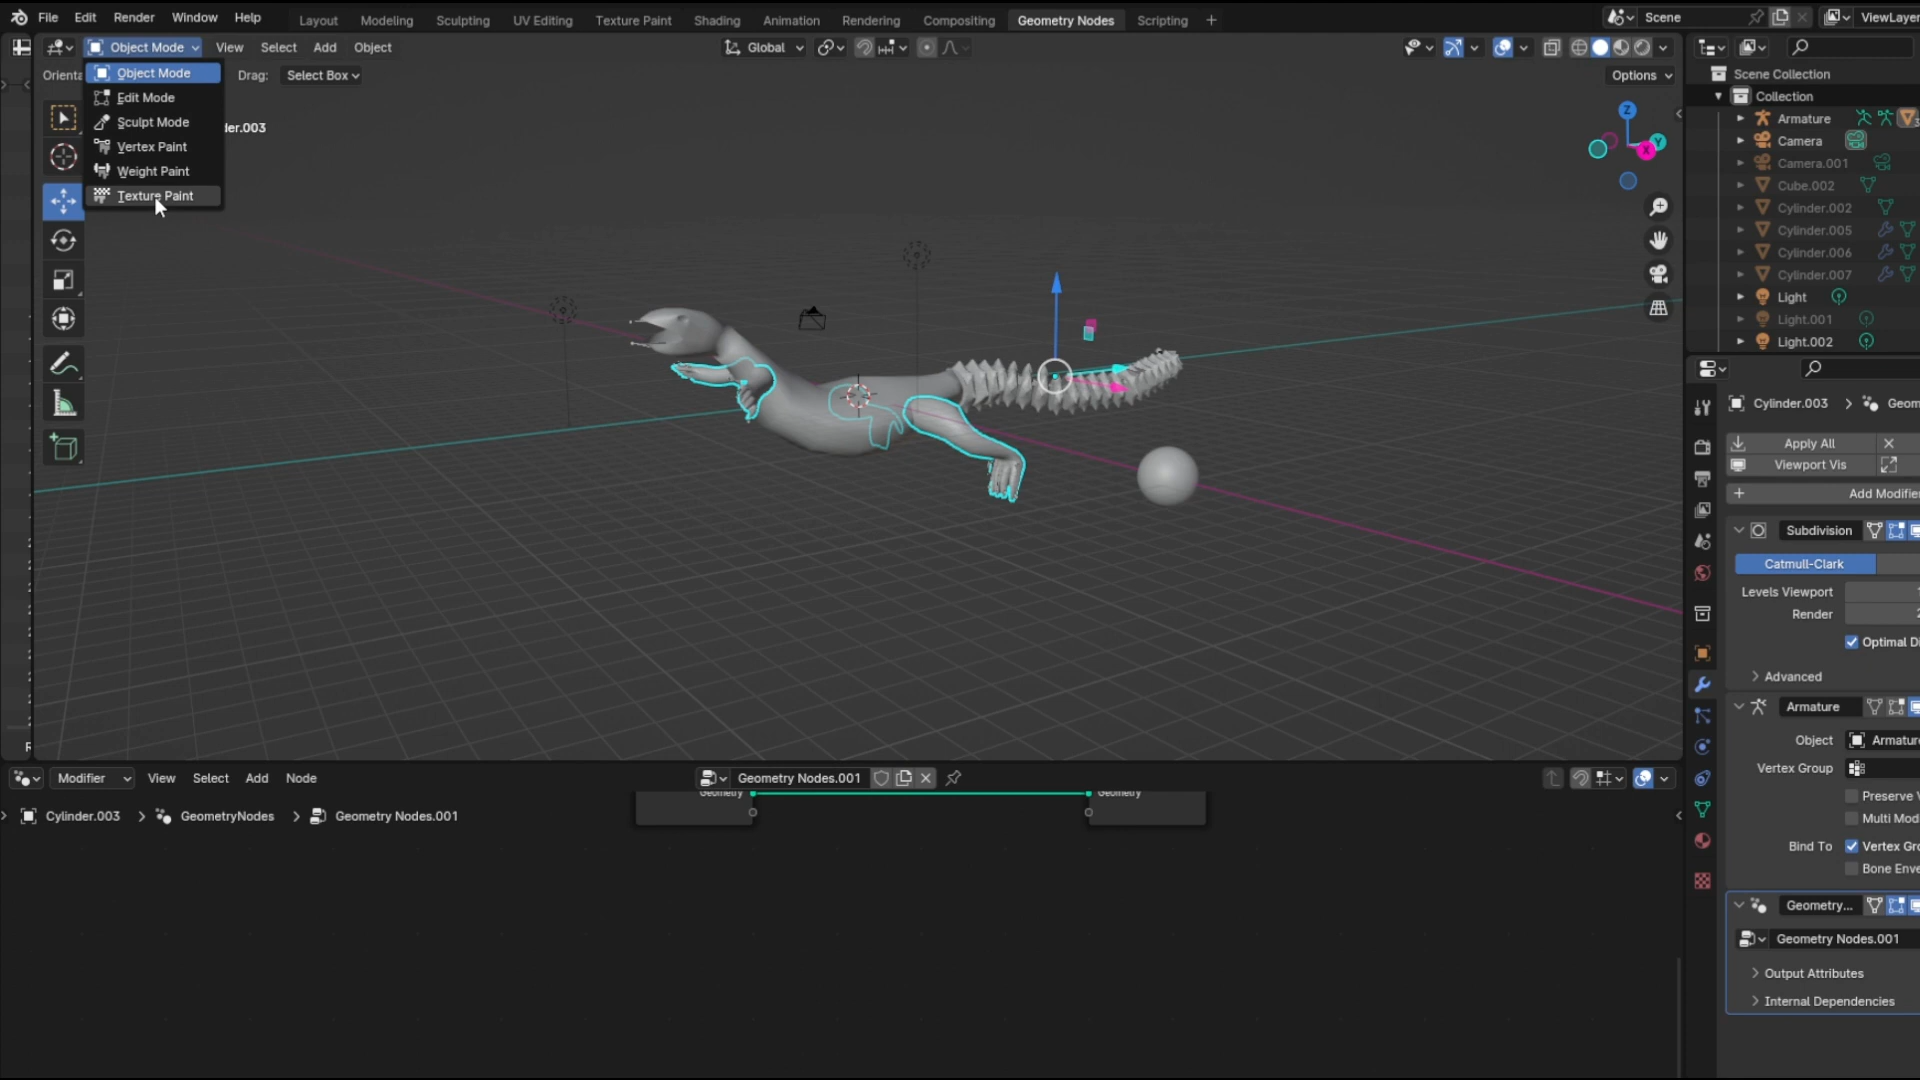 File Edit Render Window Help Layout Modeling Sculpting UV Editing Texture Paint Shading Animation Rendering Compositing Geometry Nodes Scripting + Scene ViewLayer
Object Mode View Select Add Object Global
Drag: Select Box Options
Object Mode
Edit Mode
Sculpt Mode
Vertex Paint
Weight Paint
Texture Paint
der.003
Z
Y
X
Scene Collection
Collection
Armature
Camera
Camera.001
Cube.002
Cylinder.002
Cylinder.005
Cylinder.006
Cylinder.007
Light
Light.001
Light.002
Cylinder.003 > Geom
Apply All
Viewport Vis
Add Modifier
Subdivision
Catmull-Clark
Levels Viewport
Render
Optimal Di
Advanced
Armature
Object Armature
Vertex Group
Preserve V
Multi Mod
Bind To Vertex Gro
Bone Enve
Geometry...
Geometry Nodes.001
Output Attributes
Internal Dependencies
Modifier View Select Add Node Geometry Nodes.001
Cylinder.003 > GeometryNodes > Geometry Nodes.001
Geometry Geometry